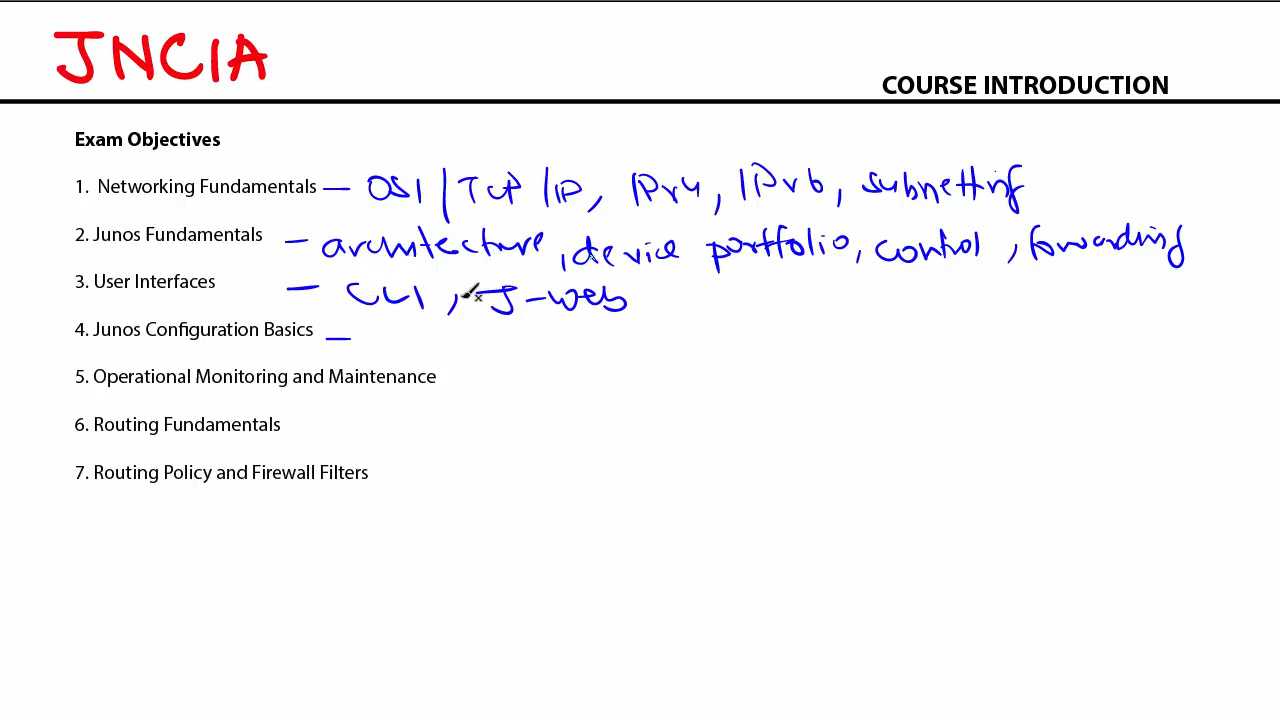 JNCIA
COURSE INTRODUCTION
Exam Objectives
1. Networking Fundamentals — OSI | TCP | IP, IPv4, IPv6, subnetting
2. Junos Fundamentals — architecture, device portfolio, control, forwarding
3. User Interfaces — CLI, J-web
4. Junos Configuration Basics —
5. Operational Monitoring and Maintenance
6. Routing Fundamentals
7. Routing Policy and Firewall Filters